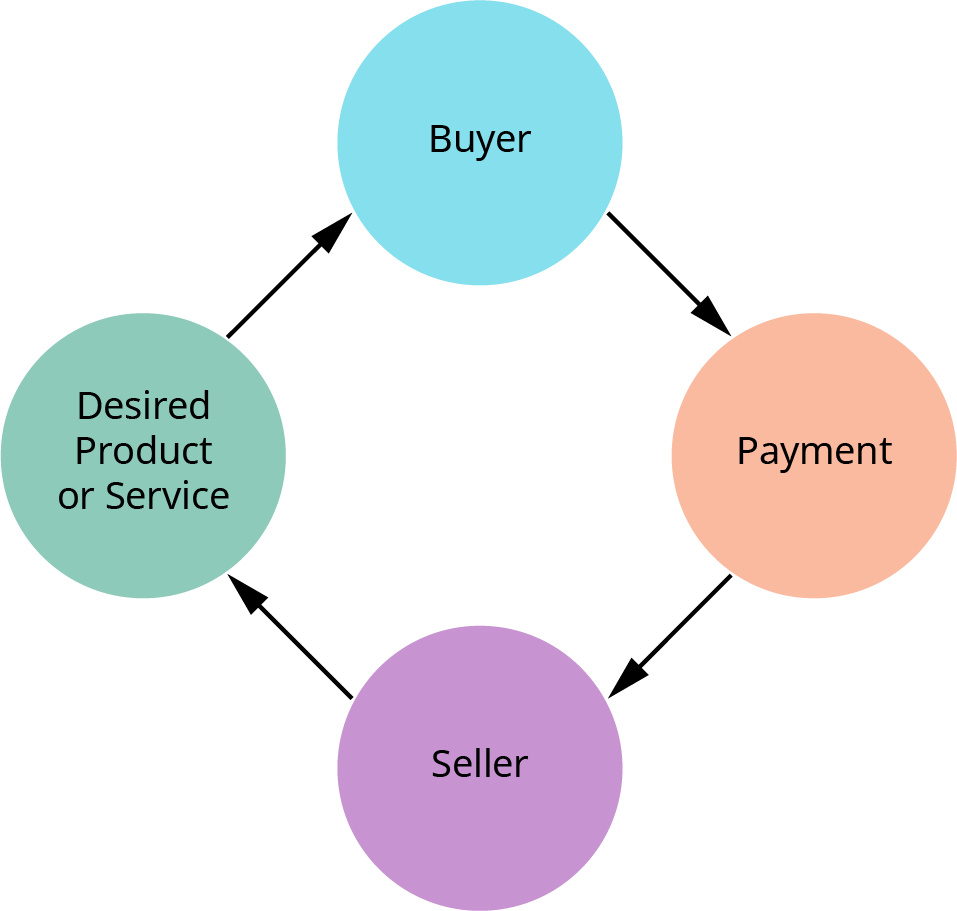 Buyer
Desired
Product
or Service
Payment
Seller